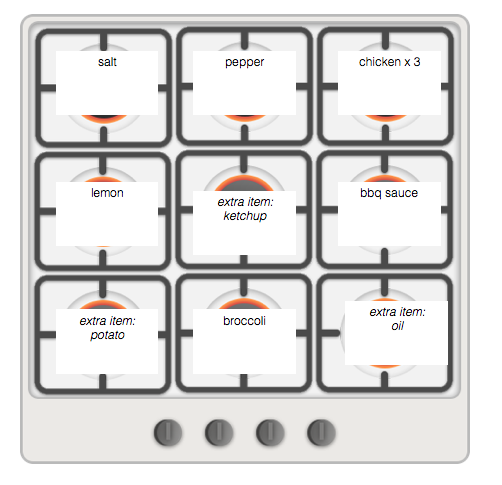 salt
pepper
chicken x 3
lemon
extra item:
ketchup
bbq sauce
extra item:
potato
broccoli
extra item:
oil